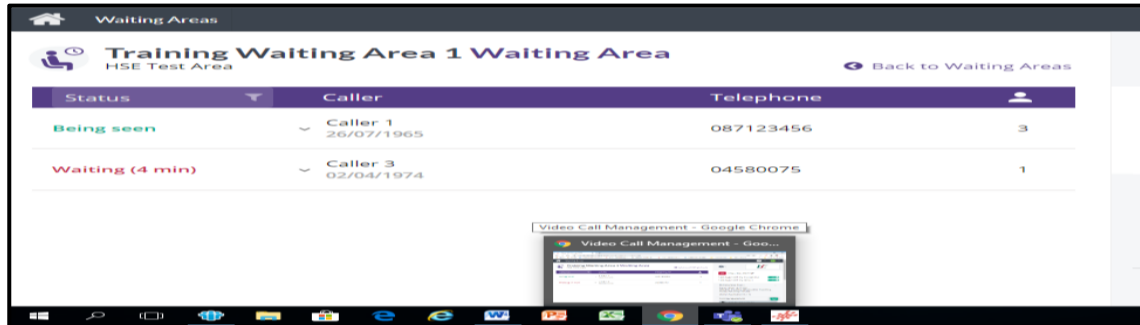 Waiting Areas
Training Waiting Area 1 Waiting Area
HSE Test Area
Back to Waiting Areas
Status Caller Telephone
Being seen Caller 1 087123456 3
26/07/1965
Waiting (4 min) Caller 3 04580075 1
02/04/1974
Video Call Management - Google Chrome
Video Call Management - Goo...